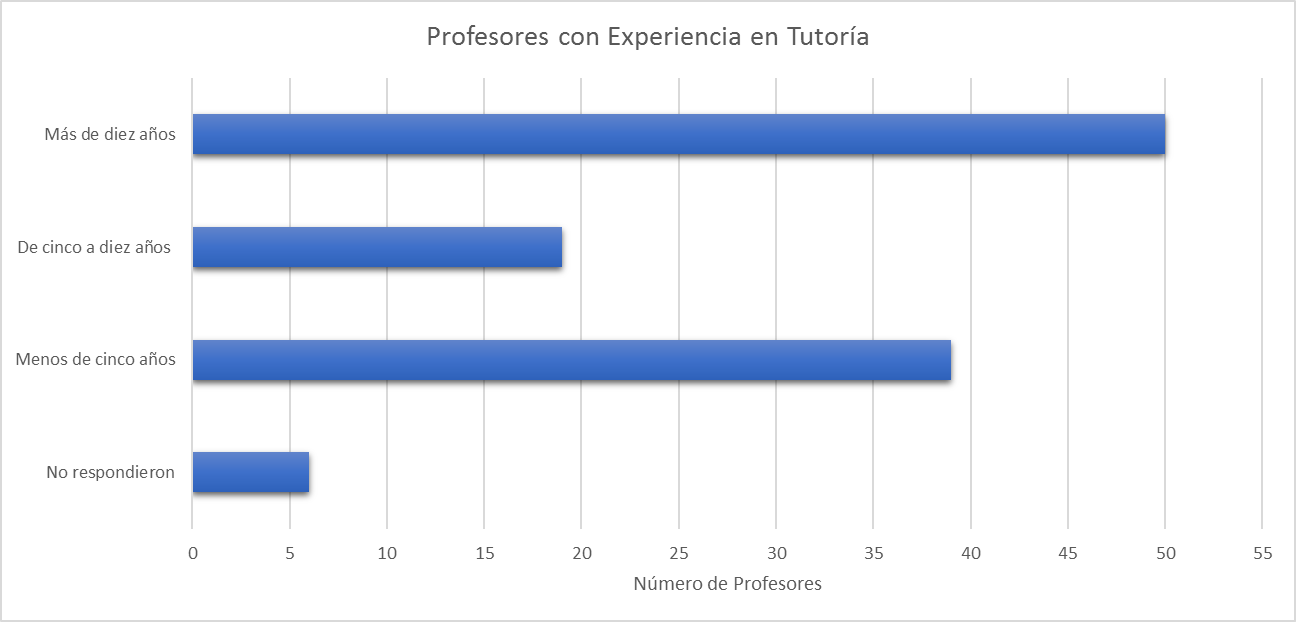 Profesores con Experiencia en Tutoría
Más de diez años
De cinco a diez años
Menos de cinco años
No respondieron
0 5 10 15 20 25 30 35 40 45 50 55
Número de Profesores